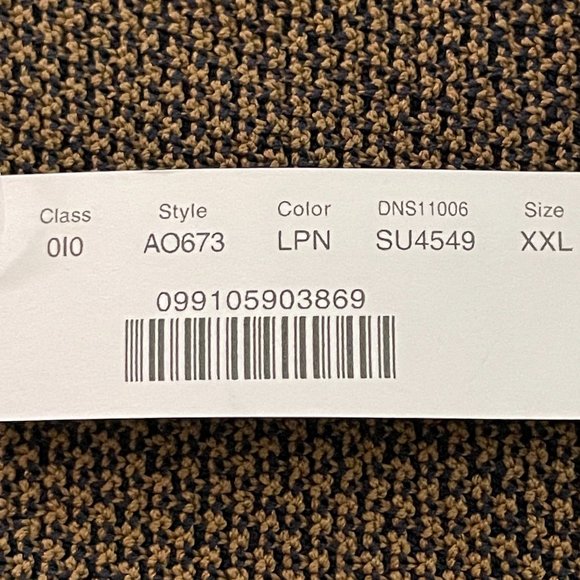 Class Style Color DNS11006 Size
0I0 AO673 LPN SU4549 XXL
099105903869